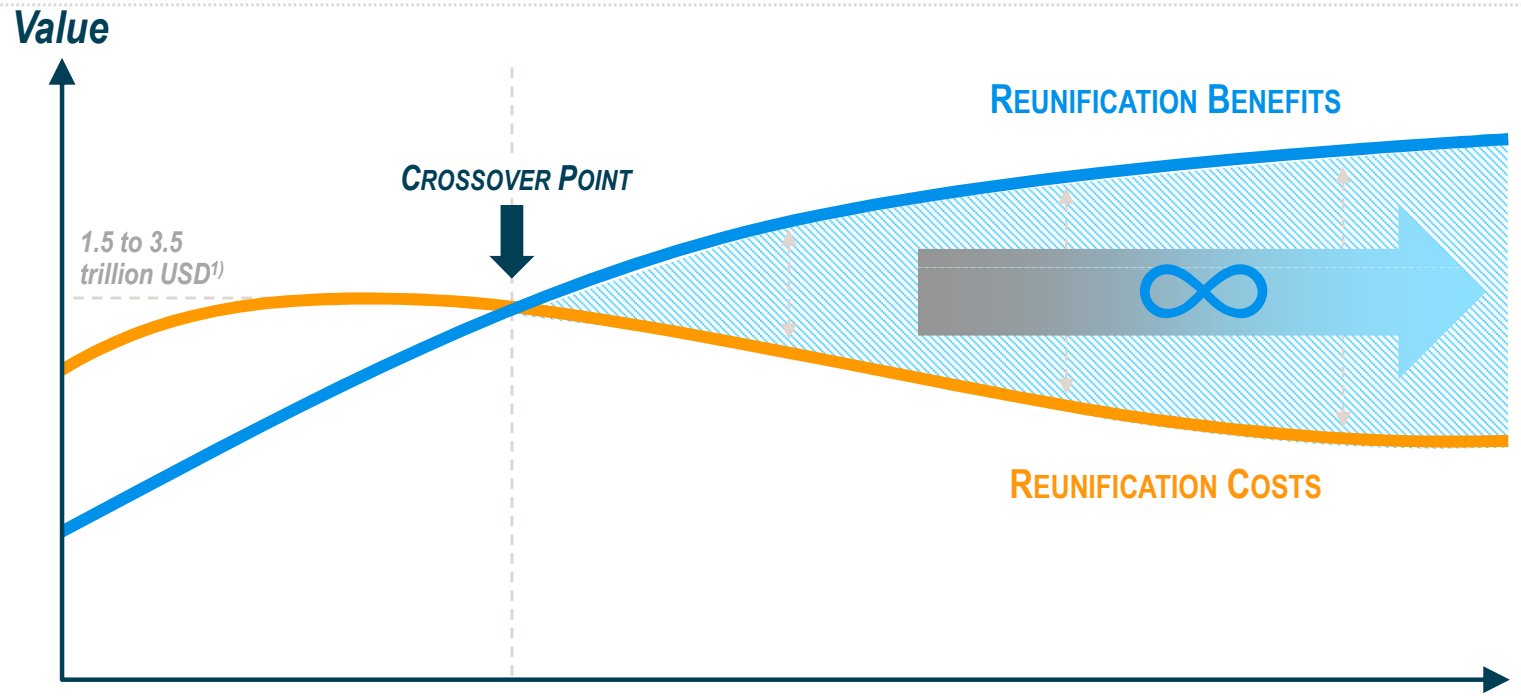 Value
REUNIFICATION BENEFITS
CROSSOVER POINT
1.5 to 3.5
trillion USD1)
∞
REUNIFICATION COSTS